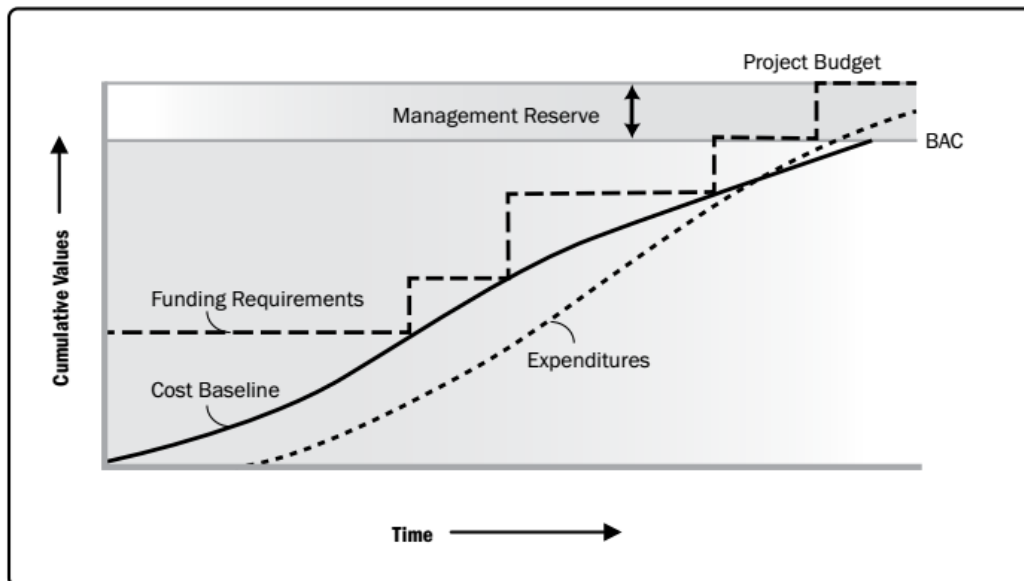 Project Budget
Management Reserve
BAC
Funding Requirements
Cost Baseline
Expenditures
Cumulative Values
Time